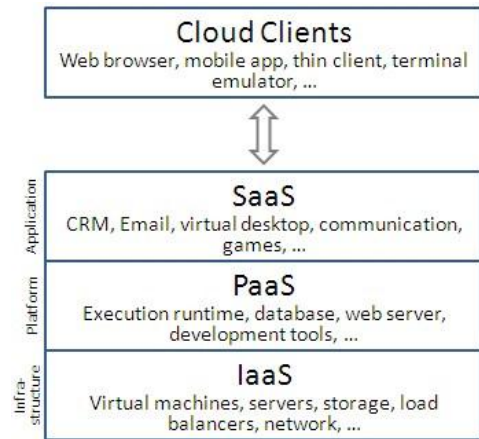 Cloud Clients
Web browser, mobile app, thin client, terminal
emulator, ...
Application
SaaS
CRM, Email, virtual desktop, communication,
games, ...
Platform
PaaS
Execution runtime, database, web server,
development tools, ...
Infra-
structure
IaaS
Virtual machines, servers, storage, load
balancers, network, ...